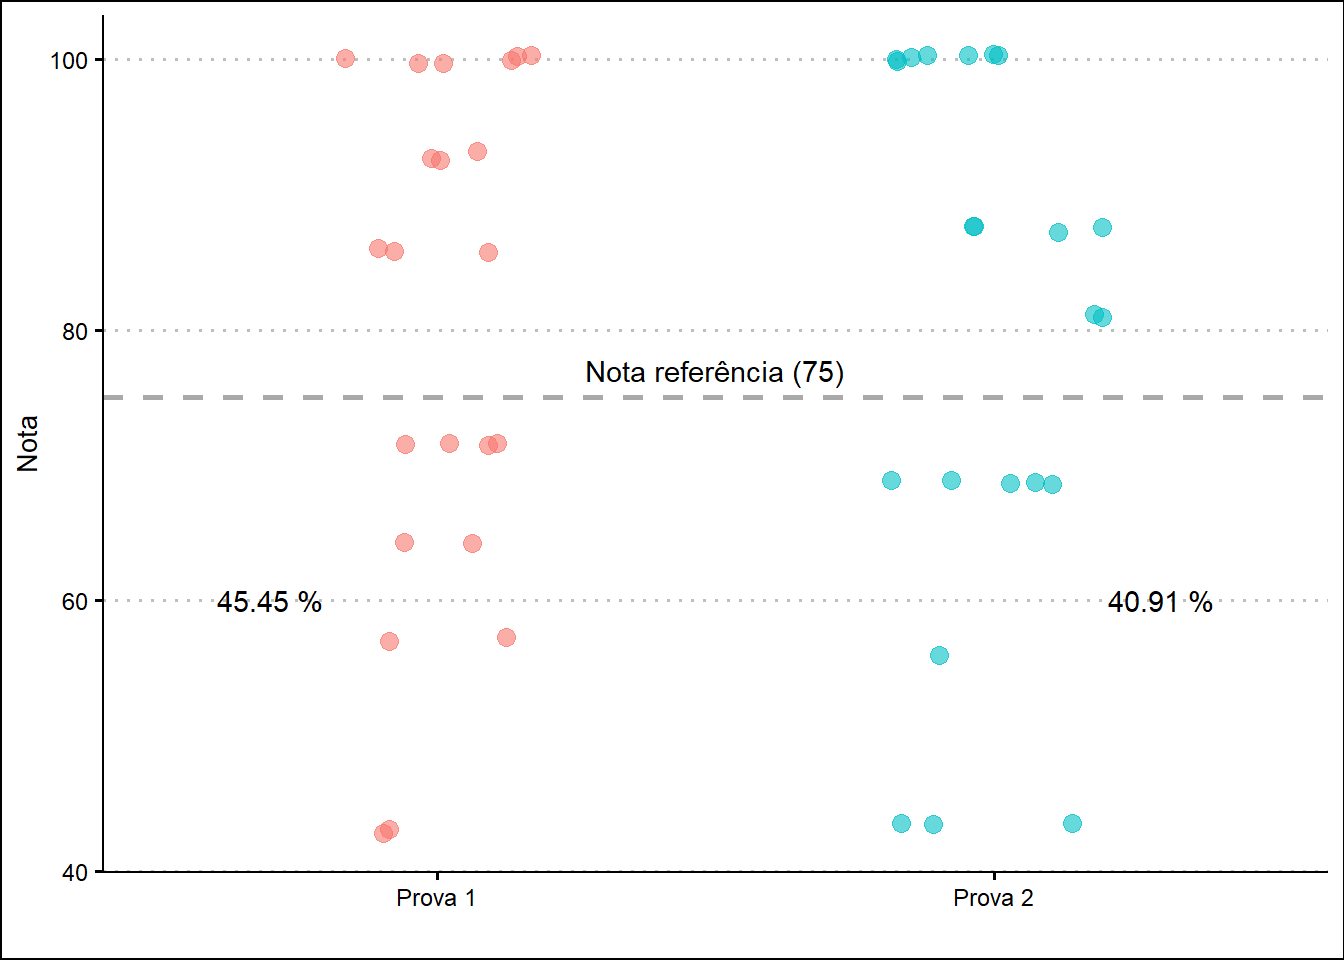 100
80
Nota referência (75)
Nota
60
45.45 %
40.91 %
40
Prova 1
Prova 2